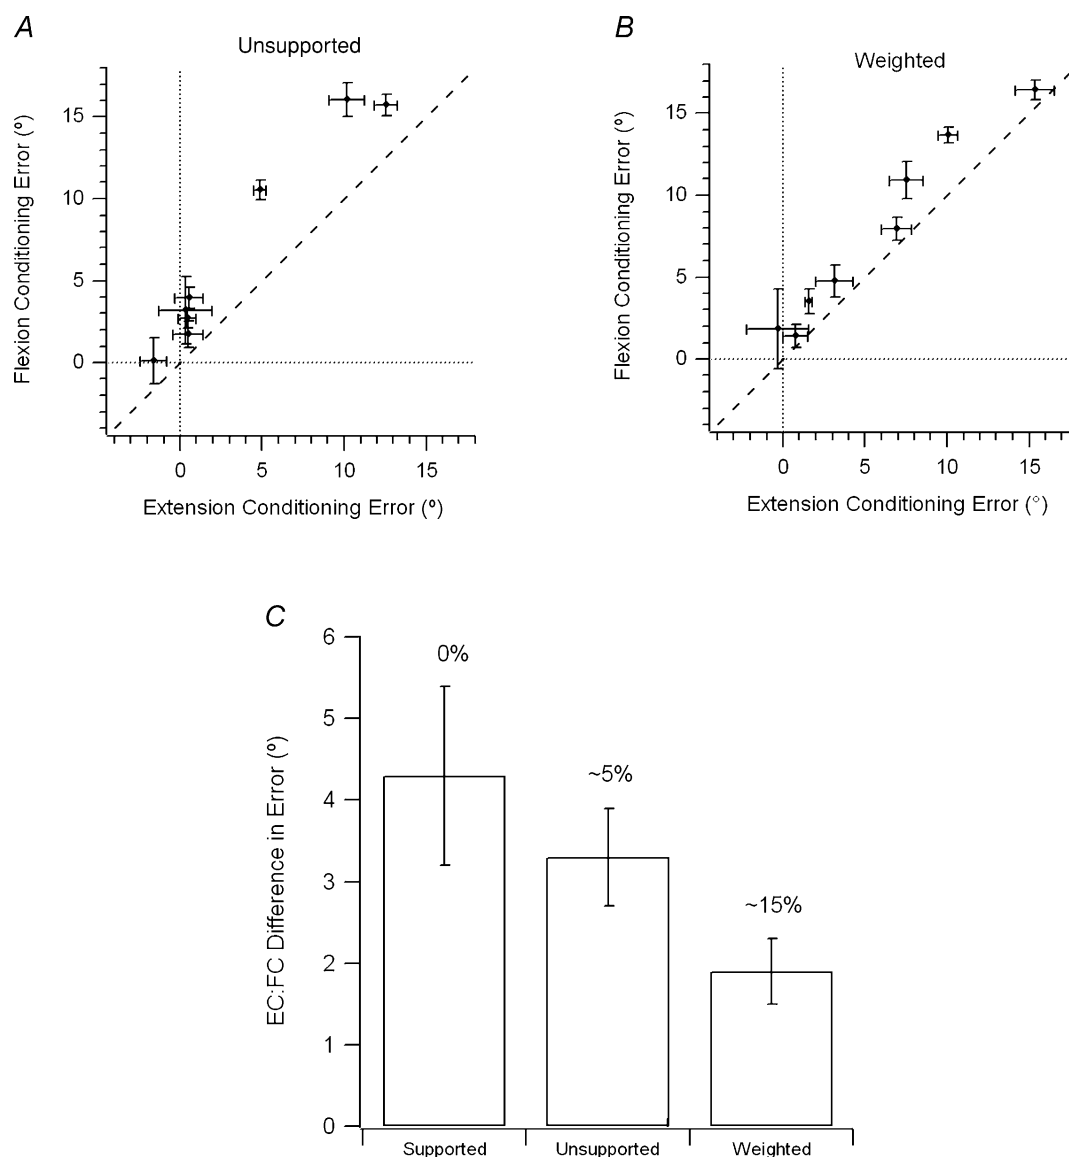 A
Unsupported
Flexion Conditioning Error (º)
15
10
5
0
0 5 10 15
Extension Conditioning Error (º)
B
Weighted
Flexion Conditioning Error (º)
15
10
5
0
0 5 10 15
Extension Conditioning Error (°)
C
EC:FC Difference in Error (º)
6
5
4
3
2
1
0
0%
~5%
~15%
Supported Unsupported Weighted